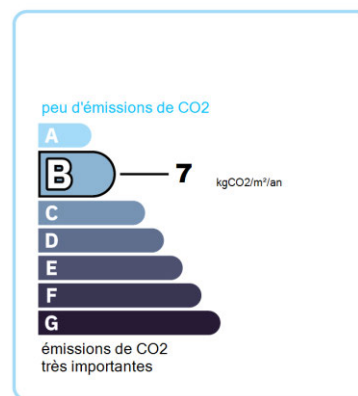 peu d'émissions de CO2
A
B 7 kgCO2/m²/an
C
D
E
F
G
émissions de CO2
très importantes